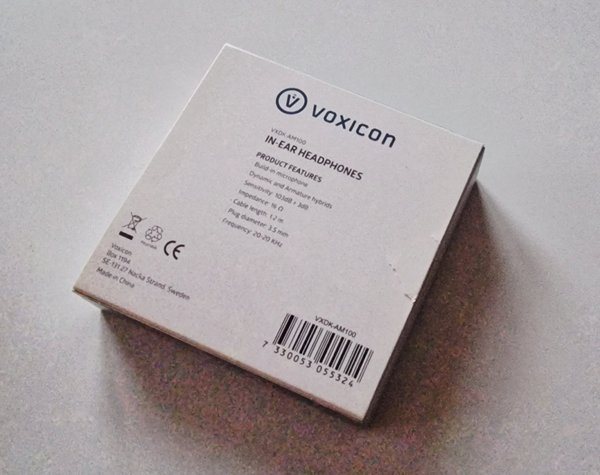 VOXICON
VXDK-AM100
IN-EAR HEADPHONES
PRODUCT FEATURES
Build-in microphone
Dynamic and Armature hybrids
Sensitivity: 103dB ± 3dB
Impedance: 16 Ω
Cable length: 1.2 m
Plug diameter: 3.5 mm
Frequency: 20-20 KHz
CE
Voxicon
Box 1194
SE-131 27 Nacka Strand, Sweden
Made in China
VXDK-AM100
7 330053 055324